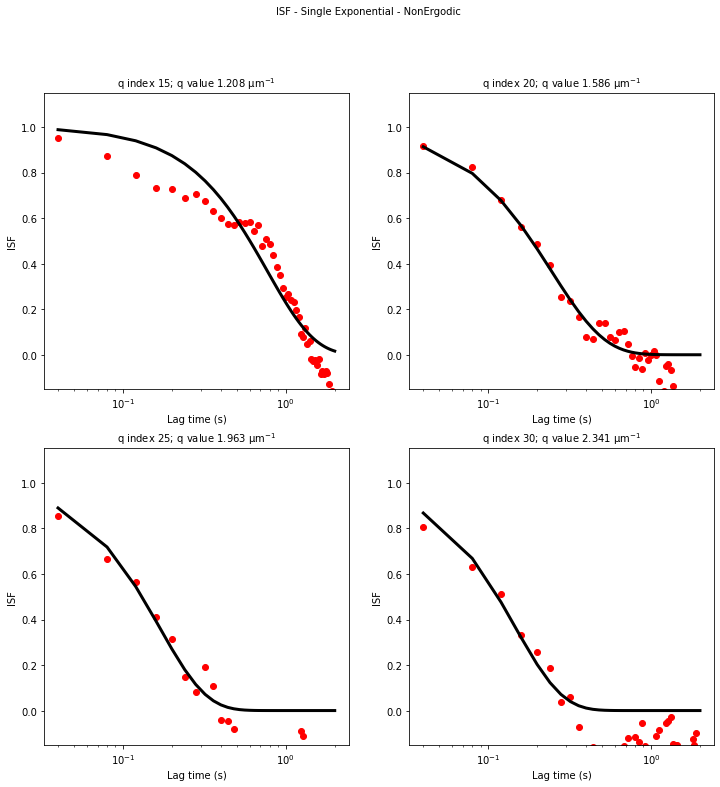 ISF - Single Exponential - NonErgodic
q index 15; q value 1.208 μm⁻¹
1.0
0.8
0.6
0.4
0.2
0.0
ISF
10⁻¹ 10⁰
Lag time (s)
q index 20; q value 1.586 μm⁻¹
1.0
0.8
0.6
0.4
0.2
0.0
ISF
10⁻¹ 10⁰
Lag time (s)
q index 25; q value 1.963 μm⁻¹
1.0
0.8
0.6
0.4
0.2
0.0
ISF
10⁻¹ 10⁰
Lag time (s)
q index 30; q value 2.341 μm⁻¹
1.0
0.8
0.6
0.4
0.2
0.0
ISF
10⁻¹ 10⁰
Lag time (s)